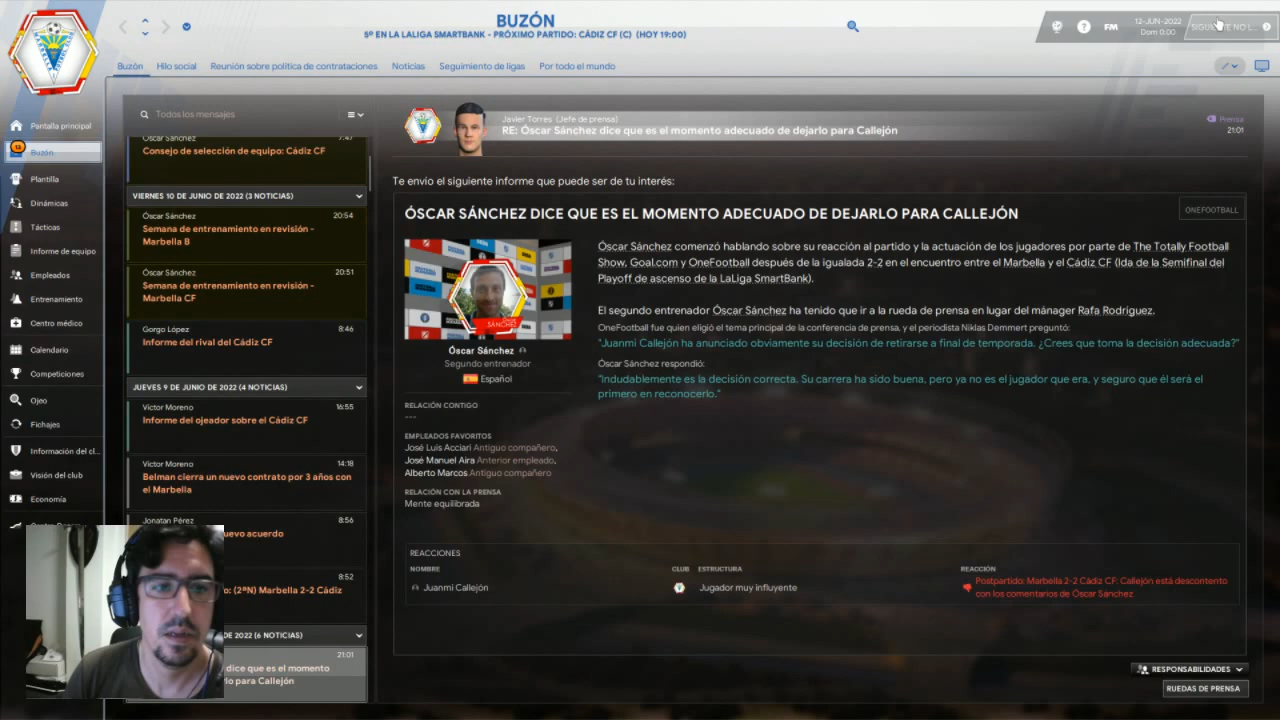 BUZÓN
5º EN LA LALIGA SMARTBANK - PRÓXIMO PARTIDO: CÁDIZ CF (C) (HOY 19:00)
FM
12-JUN-2022
Dom 0:00
Buzón
Hilo social
Reunión sobre política de contrataciones
Noticias
Seguimiento de ligas
Por todo el mundo
Pantalla principal
Buzón
Plantilla
Dinámicas
Tácticas
Informe de equipo
Empleados
Entrenamiento
Centro médico
Calendario
Competiciones
Ojeo
Fichajes
Información del cl...
Visión del club
Economía
Todos los mensajes
Óscar Sánchez 7:47
Consejo de selección de equipo: Cádiz CF
VIERNES 10 DE JUNIO DE 2022 (3 NOTICIAS)
Óscar Sánchez 20:54
Semana de entrenamiento en revisión -
Marbella B
Óscar Sánchez 20:51
Semana de entrenamiento en revisión -
Marbella CF
Gorgo López 8:46
Informe del rival del Cádiz CF
JUEVES 9 DE JUNIO DE 2022 (4 NOTICIAS)
Víctor Moreno 16:55
Informe del ojeador sobre el Cádiz CF
Víctor Moreno 14:18
Belman cierra un nuevo contrato por 3 años con
el Marbella
Jonatan Pérez 8:56
uevo acuerdo
8:52
o: (2ªN) Marbella 2-2 Cádiz
DE 2022 (6 NOTICIAS)
21:01
dice que es el momento
lo para Callejón
Javier Torres (Jefe de prensa)
RE: Óscar Sánchez dice que es el momento adecuado de dejarlo para Callejón
Prensa
21:01
Te envío el siguiente informe que puede ser de tu interés:
ÓSCAR SÁNCHEZ DICE QUE ES EL MOMENTO ADECUADO DE DEJARLO PARA CALLEJÓN
ONEFOOTBALL
SÁNCHEZ
Óscar Sánchez
Segundo entrenador
Español
RELACIÓN CONTIGO
---
EMPLEADOS FAVORITOS
José Luis Acciari Antiguo compañero,
José Manuel Aira Anterior empleado,
Alberto Marcos Antiguo compañero
RELACIÓN CON LA PRENSA
Mente equilibrada
Óscar Sánchez comenzó hablando sobre su reacción al partido y la actuación de los jugadores por parte de The Totally Football
Show, Goal.com y OneFootball después de la igualada 2-2 en el encuentro entre el Marbella y el Cádiz CF (Ida de la Semifinal del
Playoff de ascenso de la LaLiga SmartBank).
El segundo entrenador Óscar Sánchez ha tenido que ir a la rueda de prensa en lugar del mánager Rafa Rodríguez.
OneFootball fue quien eligió el tema principal de la conferencia de prensa, y el periodista Niklas Demmert preguntó:
"Juanmi Callejón ha anunciado obviamente su decisión de retirarse a final de temporada. ¿Crees que toma la decisión adecuada?"
Óscar Sánchez respondió:
"Indudablemente es la decisión correcta. Su carrera ha sido buena, pero ya no es el jugador que era, y seguro que él será el
primero en reconocerlo."
REACCIONES
NOMBRE CLUB ESTRUCTURA REACCIÓN
Juanmi Callejón Jugador muy influyente Postpartido: Marbella 2-2 Cádiz CF: Callejón está descontento
con los comentarios de Óscar Sánchez
RESPONSABILIDADES
RUEDAS DE PRENSA